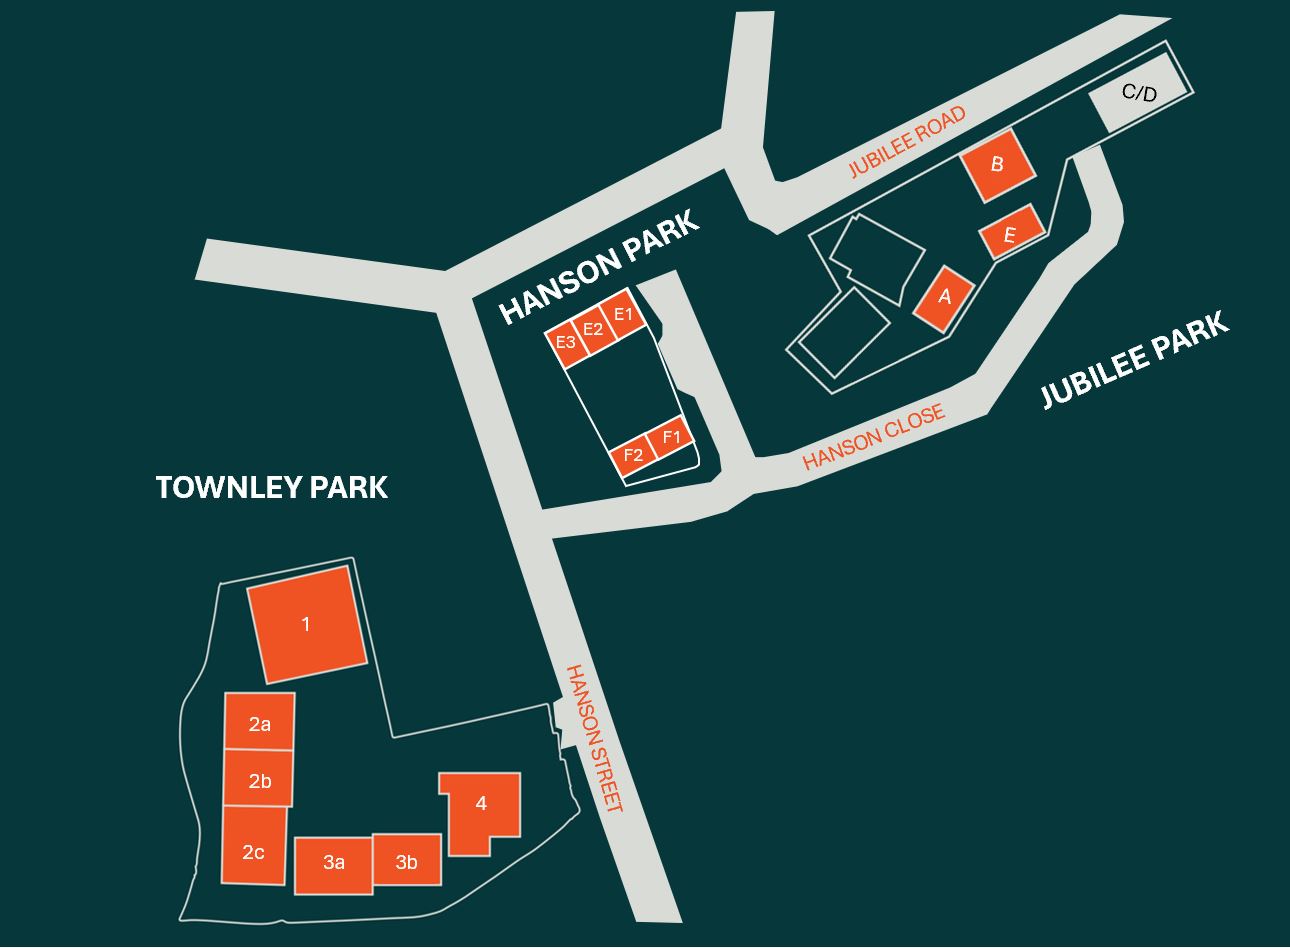 C/D
JUBILEE ROAD
B
HANSON PARK
E
A
E1
E2
E3
JUBILEE PARK
HANSON CLOSE
F1
F2
TOWNLEY PARK
1
HANSON STREET
2a
2b
4
2c
3a
3b